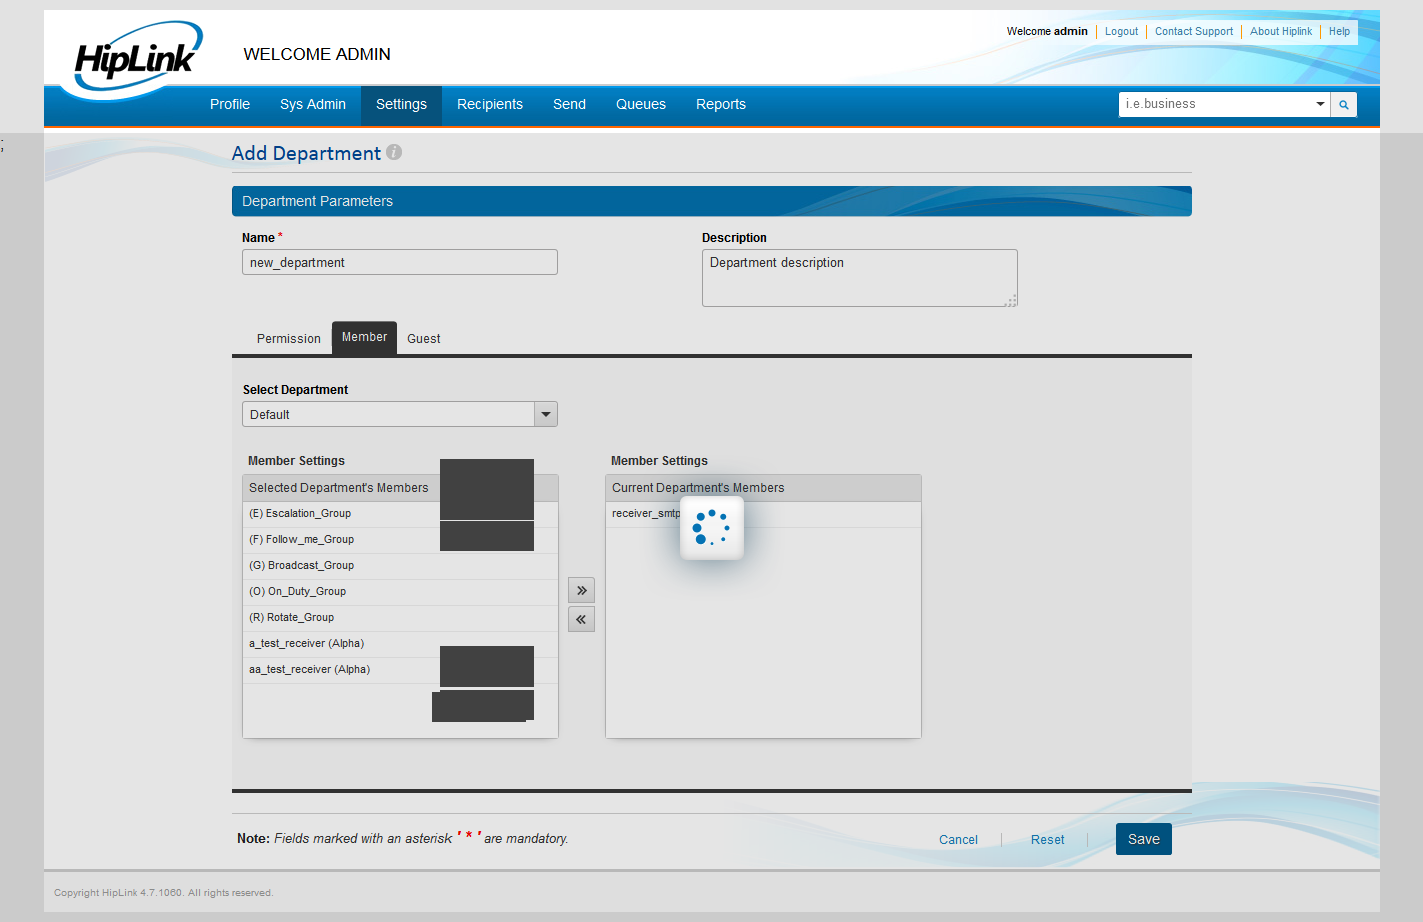 HipLink
WELCOME ADMIN
Welcome admin
Logout
Contact Support
About Hiplink
Help
Profile
Sys Admin
Settings
Recipients
Send
Queues
Reports
i.e.business
;
Add Department
i
Department Parameters
Name *
Description
new_department
Department description
Permission
Member
Guest
Select Department
Default
Member Settings
Member Settings
Selected Department's Members
Current Department's Members
(E) Escalation_Group
receiver_smtp
(F) Follow_me_Group
(G) Broadcast_Group
(O) On_Duty_Group
(R) Rotate_Group
a_test_receiver (Alpha)
aa_test_receiver (Alpha)
»
«
Note: Fields marked with an asterisk ' * ' are mandatory.
Cancel
Reset
Save
Copyright HipLink 4.7.1060. All rights reserved.